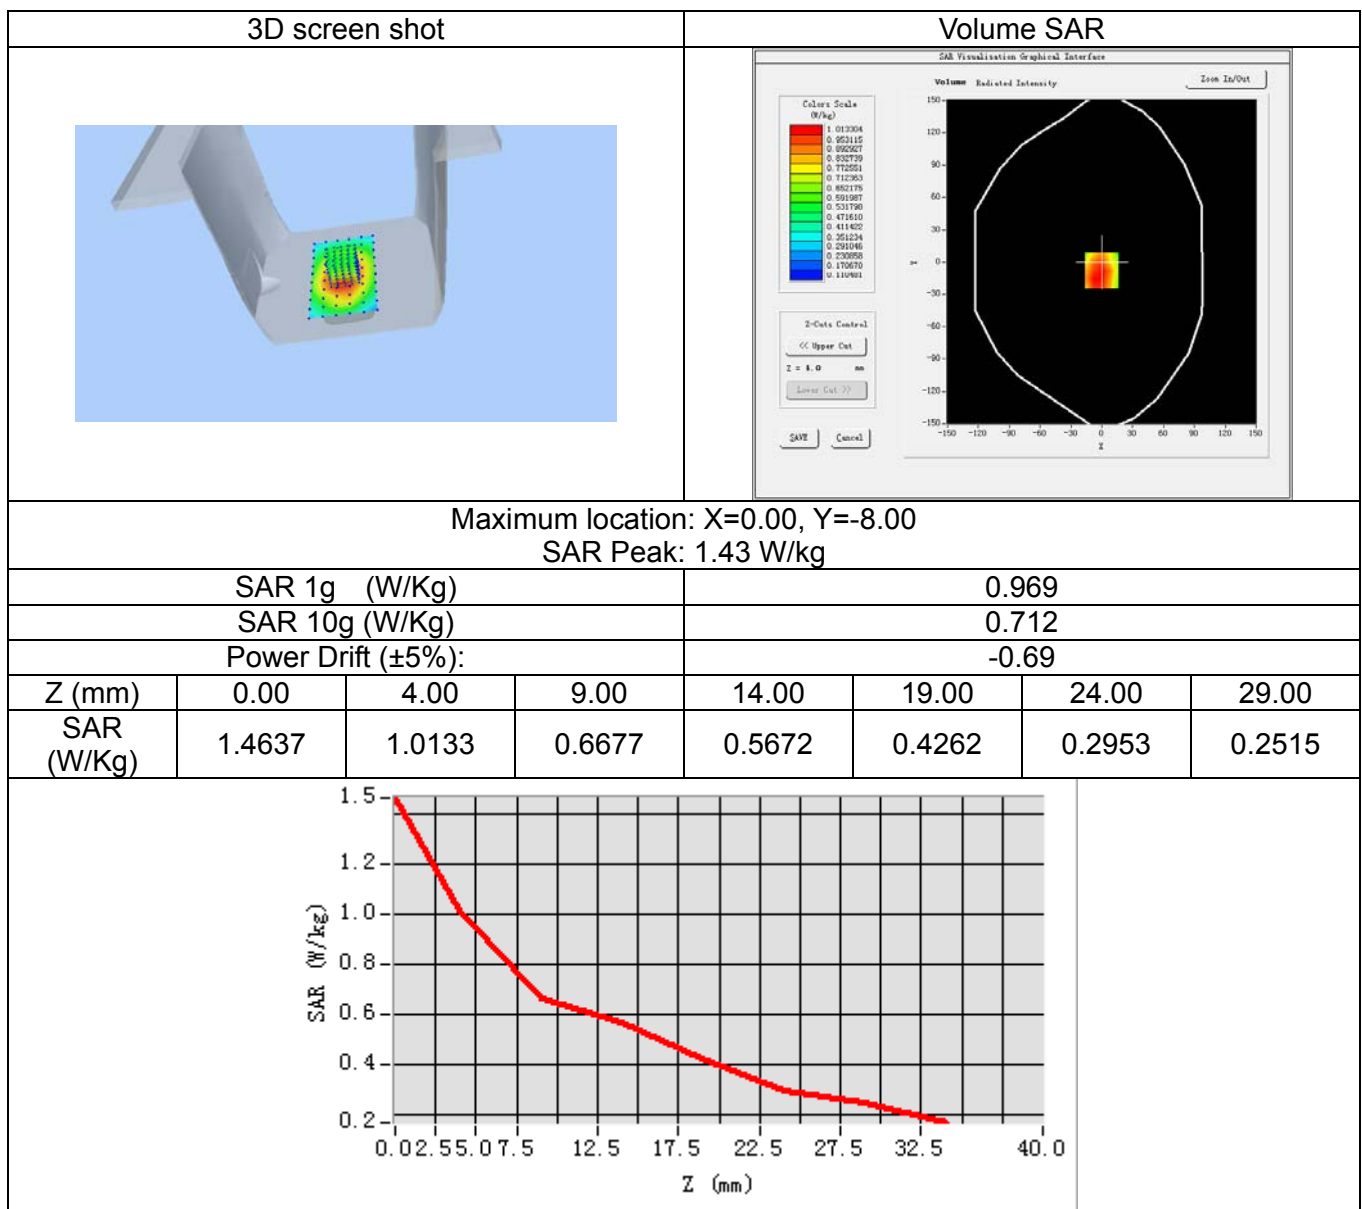 3D screen shot
Volume SAR
SAR Visualisation Graphical Interface
Volume Radiated Intensity
Zoom In/Out
Colors Scale
(W/kg)
1.013304
0.953115
0.892927
0.832739
0.772551
0.712363
0.652175
0.591987
0.531798
0.471610
0.411422
0.351234
0.291046
0.230858
0.170670
0.110481
Z-Cuts Control
<< Upper Cut
Z = 4.0 mm
Lower Cut >>
SAVE
Cancel
150
120
90
60
30
0
-30
-60
-90
-120
-150
Y
-150 -120 -90 -60 -30 0 30 60 90 120 150
X
Maximum location: X=0.00, Y=-8.00
SAR Peak: 1.43 W/kg
SAR 1g (W/Kg) 0.969
SAR 10g (W/Kg) 0.712
Power Drift (±5%): -0.69
Z (mm) 0.00 4.00 9.00 14.00 19.00 24.00 29.00
SAR (W/Kg) 1.4637 1.0133 0.6677 0.5672 0.4262 0.2953 0.2515
1.5
1.2
1.0
0.8
0.6
0.4
0.2
SAR (W/kg)
0.0 2.5 5.0 7.5 12.5 17.5 22.5 27.5 32.5 40.0
Z (mm)